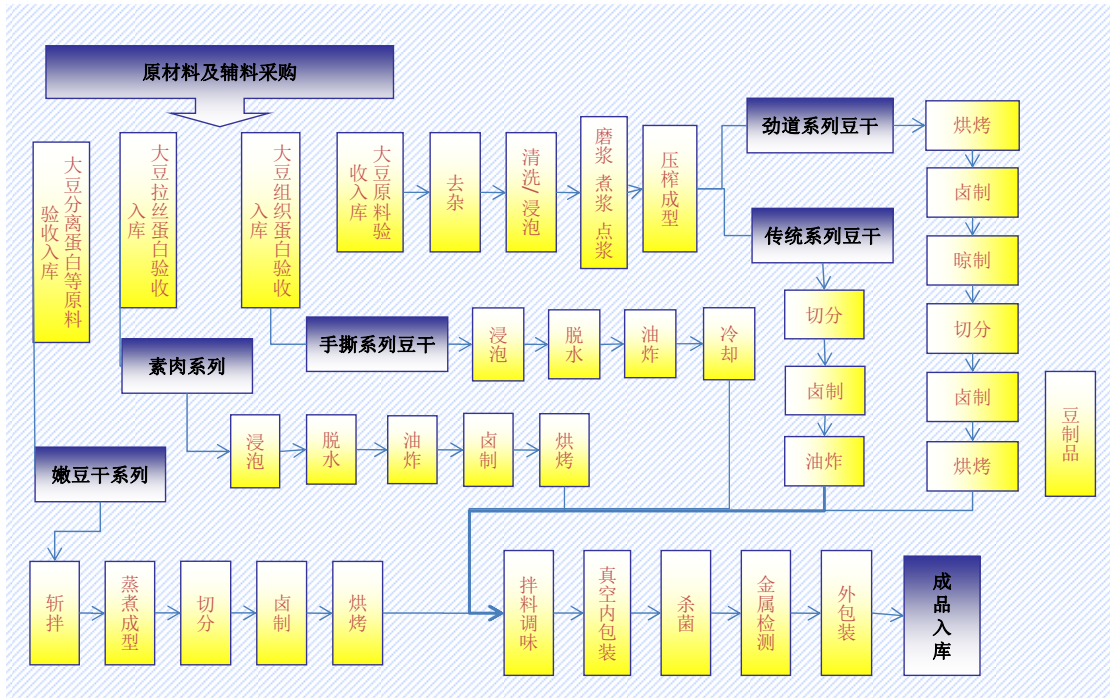 原材料及辅料采购
大豆分离蛋白等原料
验收入库
大豆拉丝蛋白验收
入库
大豆组织蛋白验收
入库
大豆原料验
收入库
去杂
清洗/浸泡
磨浆 煮浆 点浆
压榨成型
劲道系列豆干
烘烤
卤制
晾制
切分
卤制
烘烤
传统系列豆干
切分
卤制
油炸
手撕系列豆干
浸泡
脱水
油炸
冷却
素肉系列
浸泡
脱水
油炸
卤制
烘烤
豆制品
嫩豆干系列
斩拌
蒸煮成型
切分
卤制
烘烤
拌料调味
真空内包装
杀菌
金属检测
外包装
成品入库